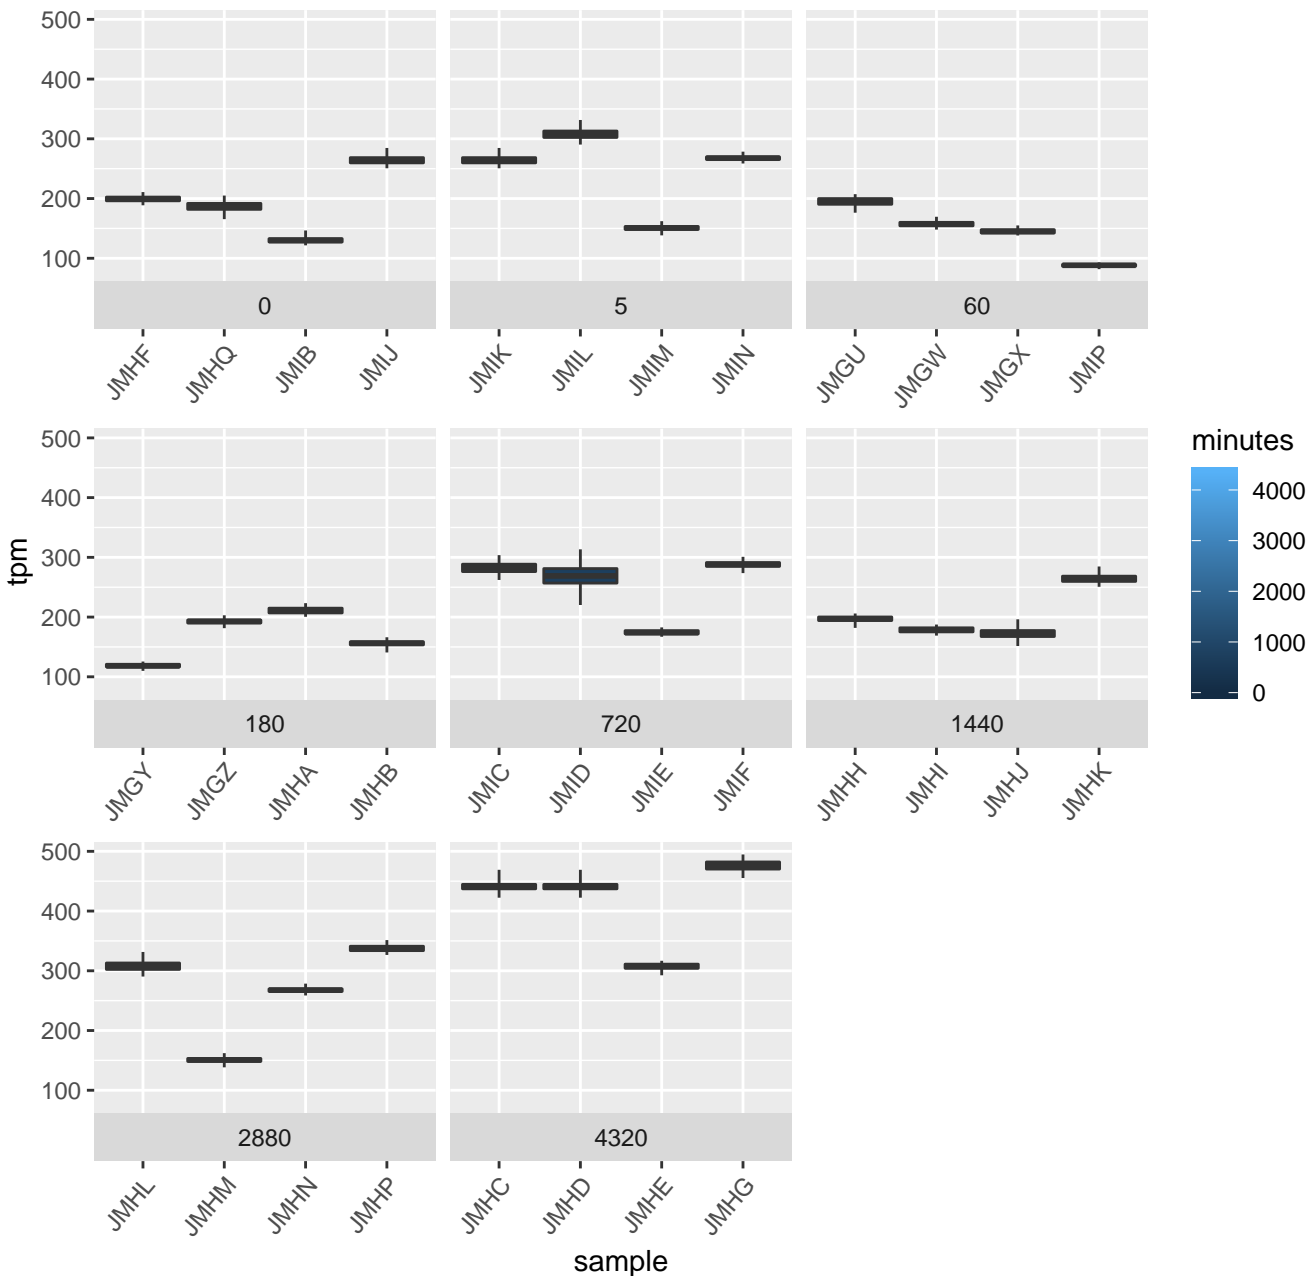 500
400
300
200
100
0
5
60
JMHF
JMHQ
JMIB
JMIJ
JMIK
JMIL
JMIM
JMIN
JMGU
JMGW
JMGX
JMIP
500
400
300
200
100
180
720
1440
JMGY
JMGZ
JMHA
JMHB
JMIC
JMID
JMIE
JMIF
JMHH
JMHI
JMHJ
JMHK
500
400
300
200
100
2880
4320
JMHL
JMHM
JMHN
JMHP
JMHC
JMHD
JMHE
JMHG
tpm
sample
minutes
4000
3000
2000
1000
0